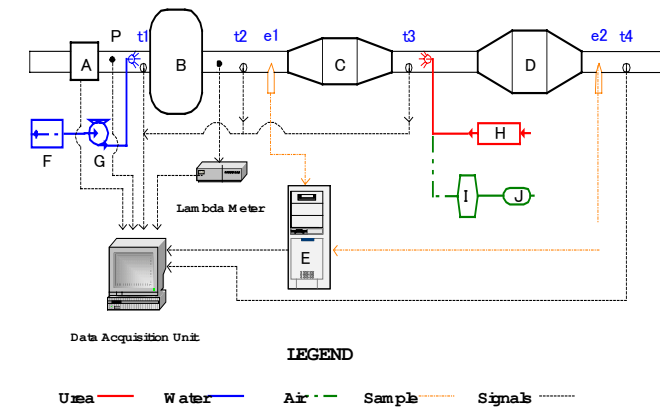 P t1 t2 e1 t3 e2 t4
A B C D
F G H
I J
Lambda Meter
E
Data Acquisition Unit
LEGEND
Urea Water Air Sample Signals